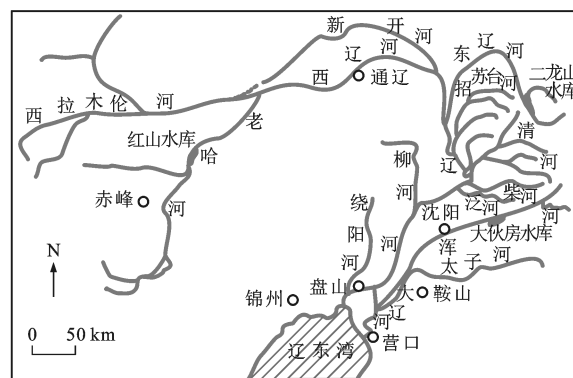 新开河
辽河
西
通辽
东辽河
苏台
招河
二龙山
水库
清河
西拉木伦河
老哈河
红山水库
赤峰
柳河
辽河
绕阳河
沈阳
泛河
柴河
大伙房水库
浑河
太子河
盘山
锦州
大辽河
鞍山
营口
辽东湾
N
0 50 km